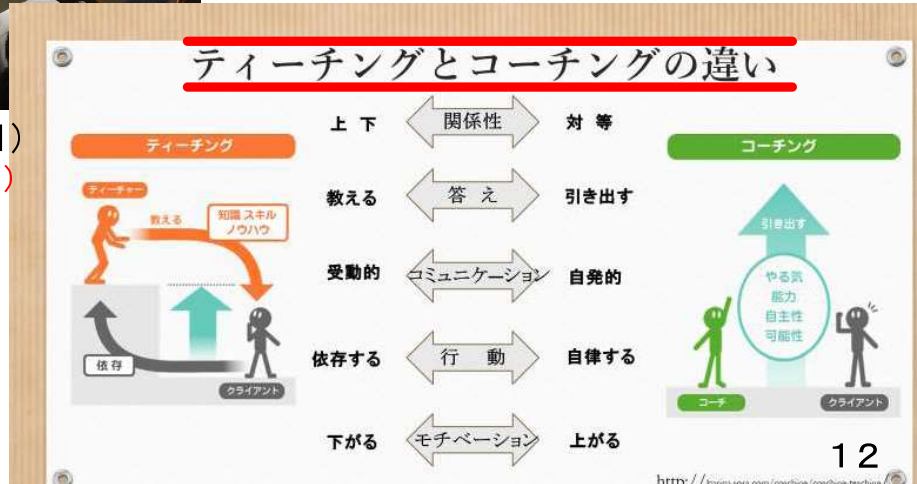 ティーチングとコーチングの違い
上 下 関係性 対 等
ティーチング
コーチング
ティーチャー
教える
知識 スキル
ノウハウ
依存
クライアント
教える 答 え 引き出す
受動的 コミュニケーション 自発的
依存する 行 動 自律する
下がる モチベーション 上がる
引き出す
やる気
能力
自主性
可能性
コーチ
クライアント
12
http://
)
)